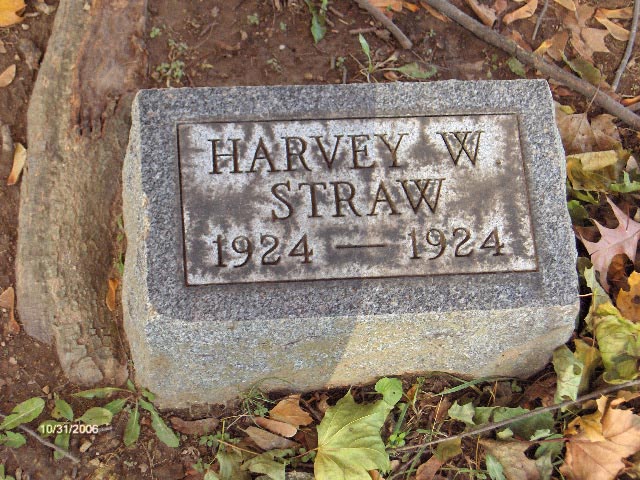 HARVEY W.
STRAW
1924 — 1924
10/31/2006